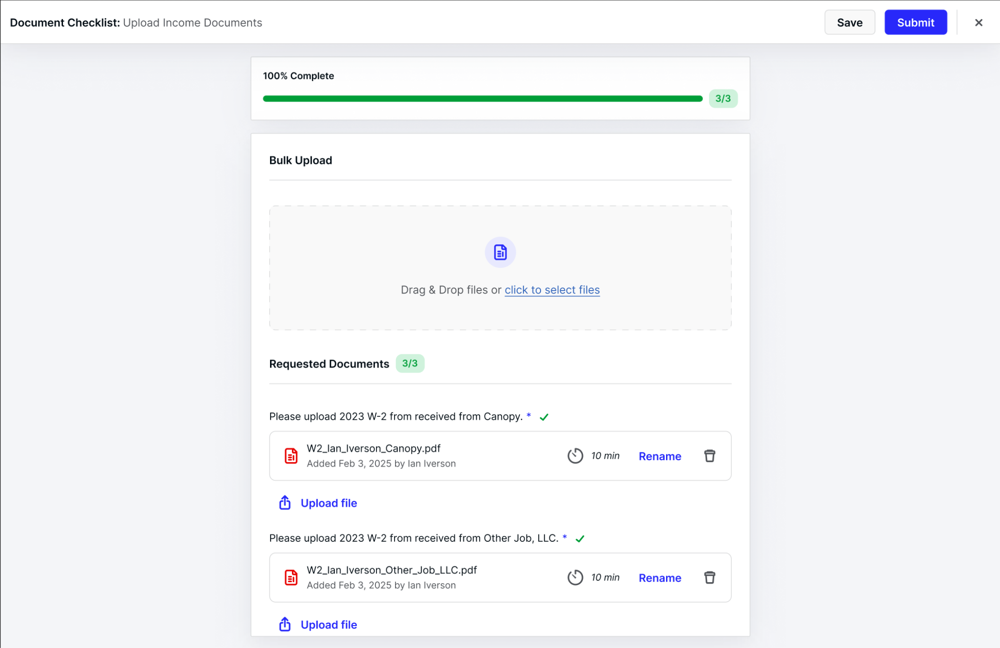 Document Checklist: Upload Income Documents
Save
Submit
100% Complete
3/3
Bulk Upload
Drag & Drop files or click to select files
Requested Documents 3/3
Please upload 2023 W-2 from received from Canopy. *
W2_Ian_Iverson_Canopy.pdf
Added Feb 3, 2025 by Ian Iverson
10 min
Rename
Upload file
Please upload 2023 W-2 from received from Other Job, LLC. *
W2_Ian_Iverson_Other_Job_LLC.pdf
Added Feb 3, 2025 by Ian Iverson
10 min
Rename
Upload file